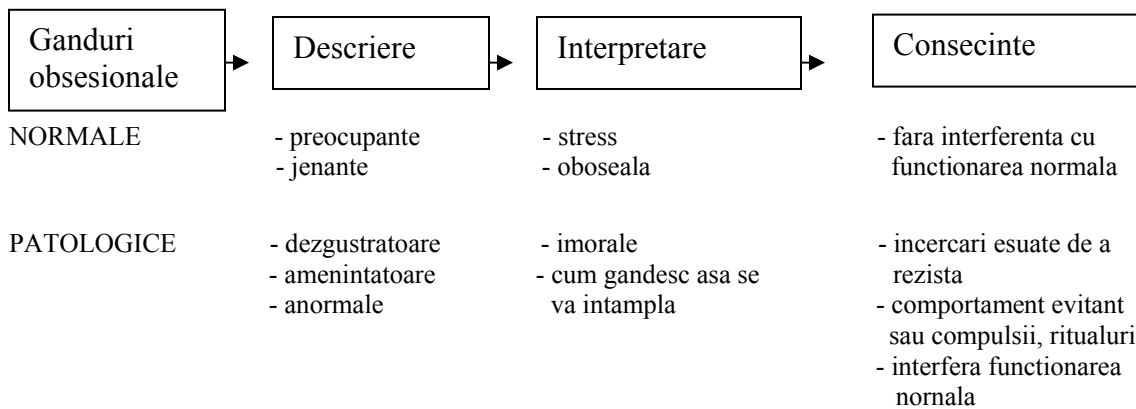 Ganduri
obsesionale
Descriere
Interpretare
Consecinte
NORMALE
- preocupante
- jenante
- stress
- oboseala
- fara interferenta cu
functionarea normala
PATOLOGICE
- dezgustratoare
- amenintatoare
- anormale
- imorale
- cum gandesc asa se
va intampla
- incercari esuate de a
rezista
- comportament evitant
sau compulsii, ritualuri
- interfera functionarea
nornala